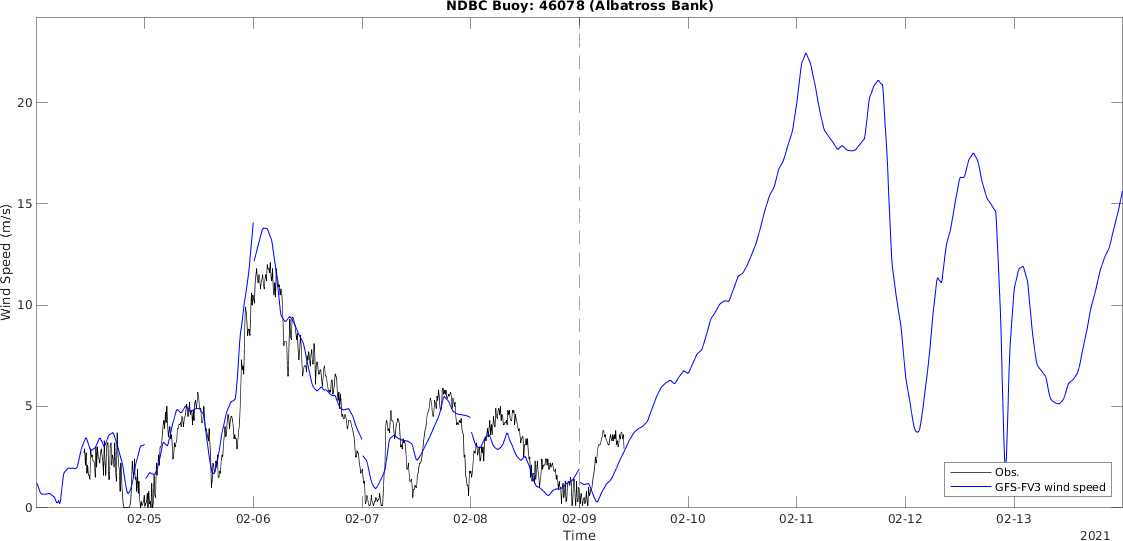 NDBC Buoy: 46078 (Albatross Bank)
Wind Speed (m/s)
20
15
10
5
0
Obs.
GFS-FV3 wind speed
02-05 02-06 02-07 02-08 02-09 02-10 02-11 02-12 02-13
Time
2021